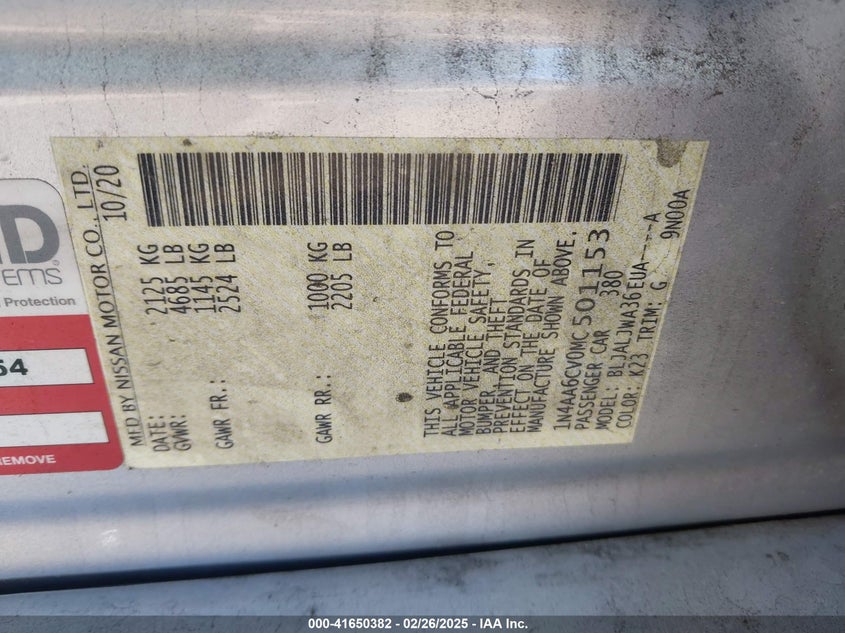 MFD BY NISSAN MOTOR CO., LTD.
DATE: 10/20
GVWR: 2125 KG
4685 LB
GAWR FR.: 1145 KG
2524 LB
GAWR RR.: 1000 KG
2205 LB
THIS VEHICLE CONFORMS TO
ALL APPLICABLE FEDERAL
MOTOR VEHICLE SAFETY,
BUMPER AND THEFT
PREVENTION STANDARDS IN
EFFECT ON THE DATE OF
MANUFACTURE SHOWN ABOVE.
1N4AA6CV0MC501153
PASSENGER CAR 380
MODEL: BLJALJWA36EUA----A
COLOR: K23 TRIM: G 9N00A
EMS
Protection
54
REMOVE
000-41650382 - 02/26/2025 - IAA Inc.